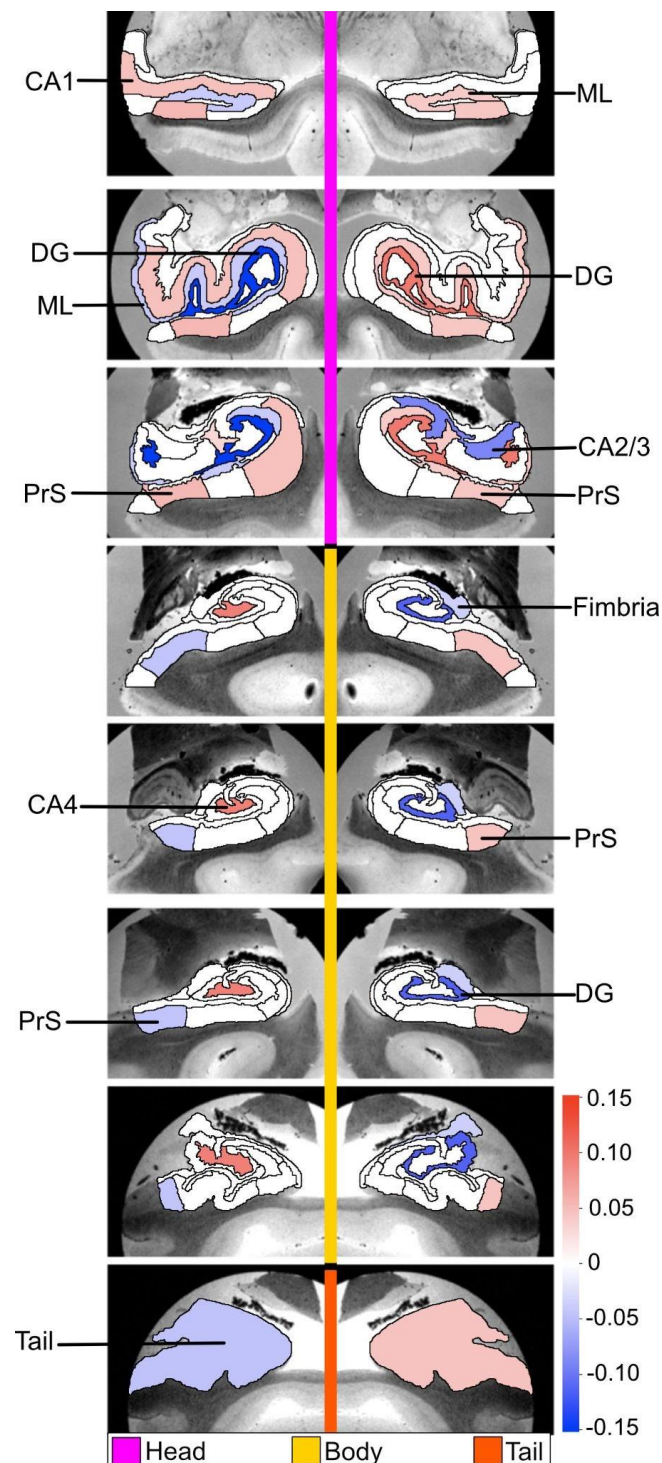 CA1
ML
DG
DG
ML
CA2/3
PrS
PrS
Fimbria
CA4
PrS
DG
PrS
0.15
0.10
0.05
0
-0.05
-0.10
-0.15
Tail
Head
Body
Tail